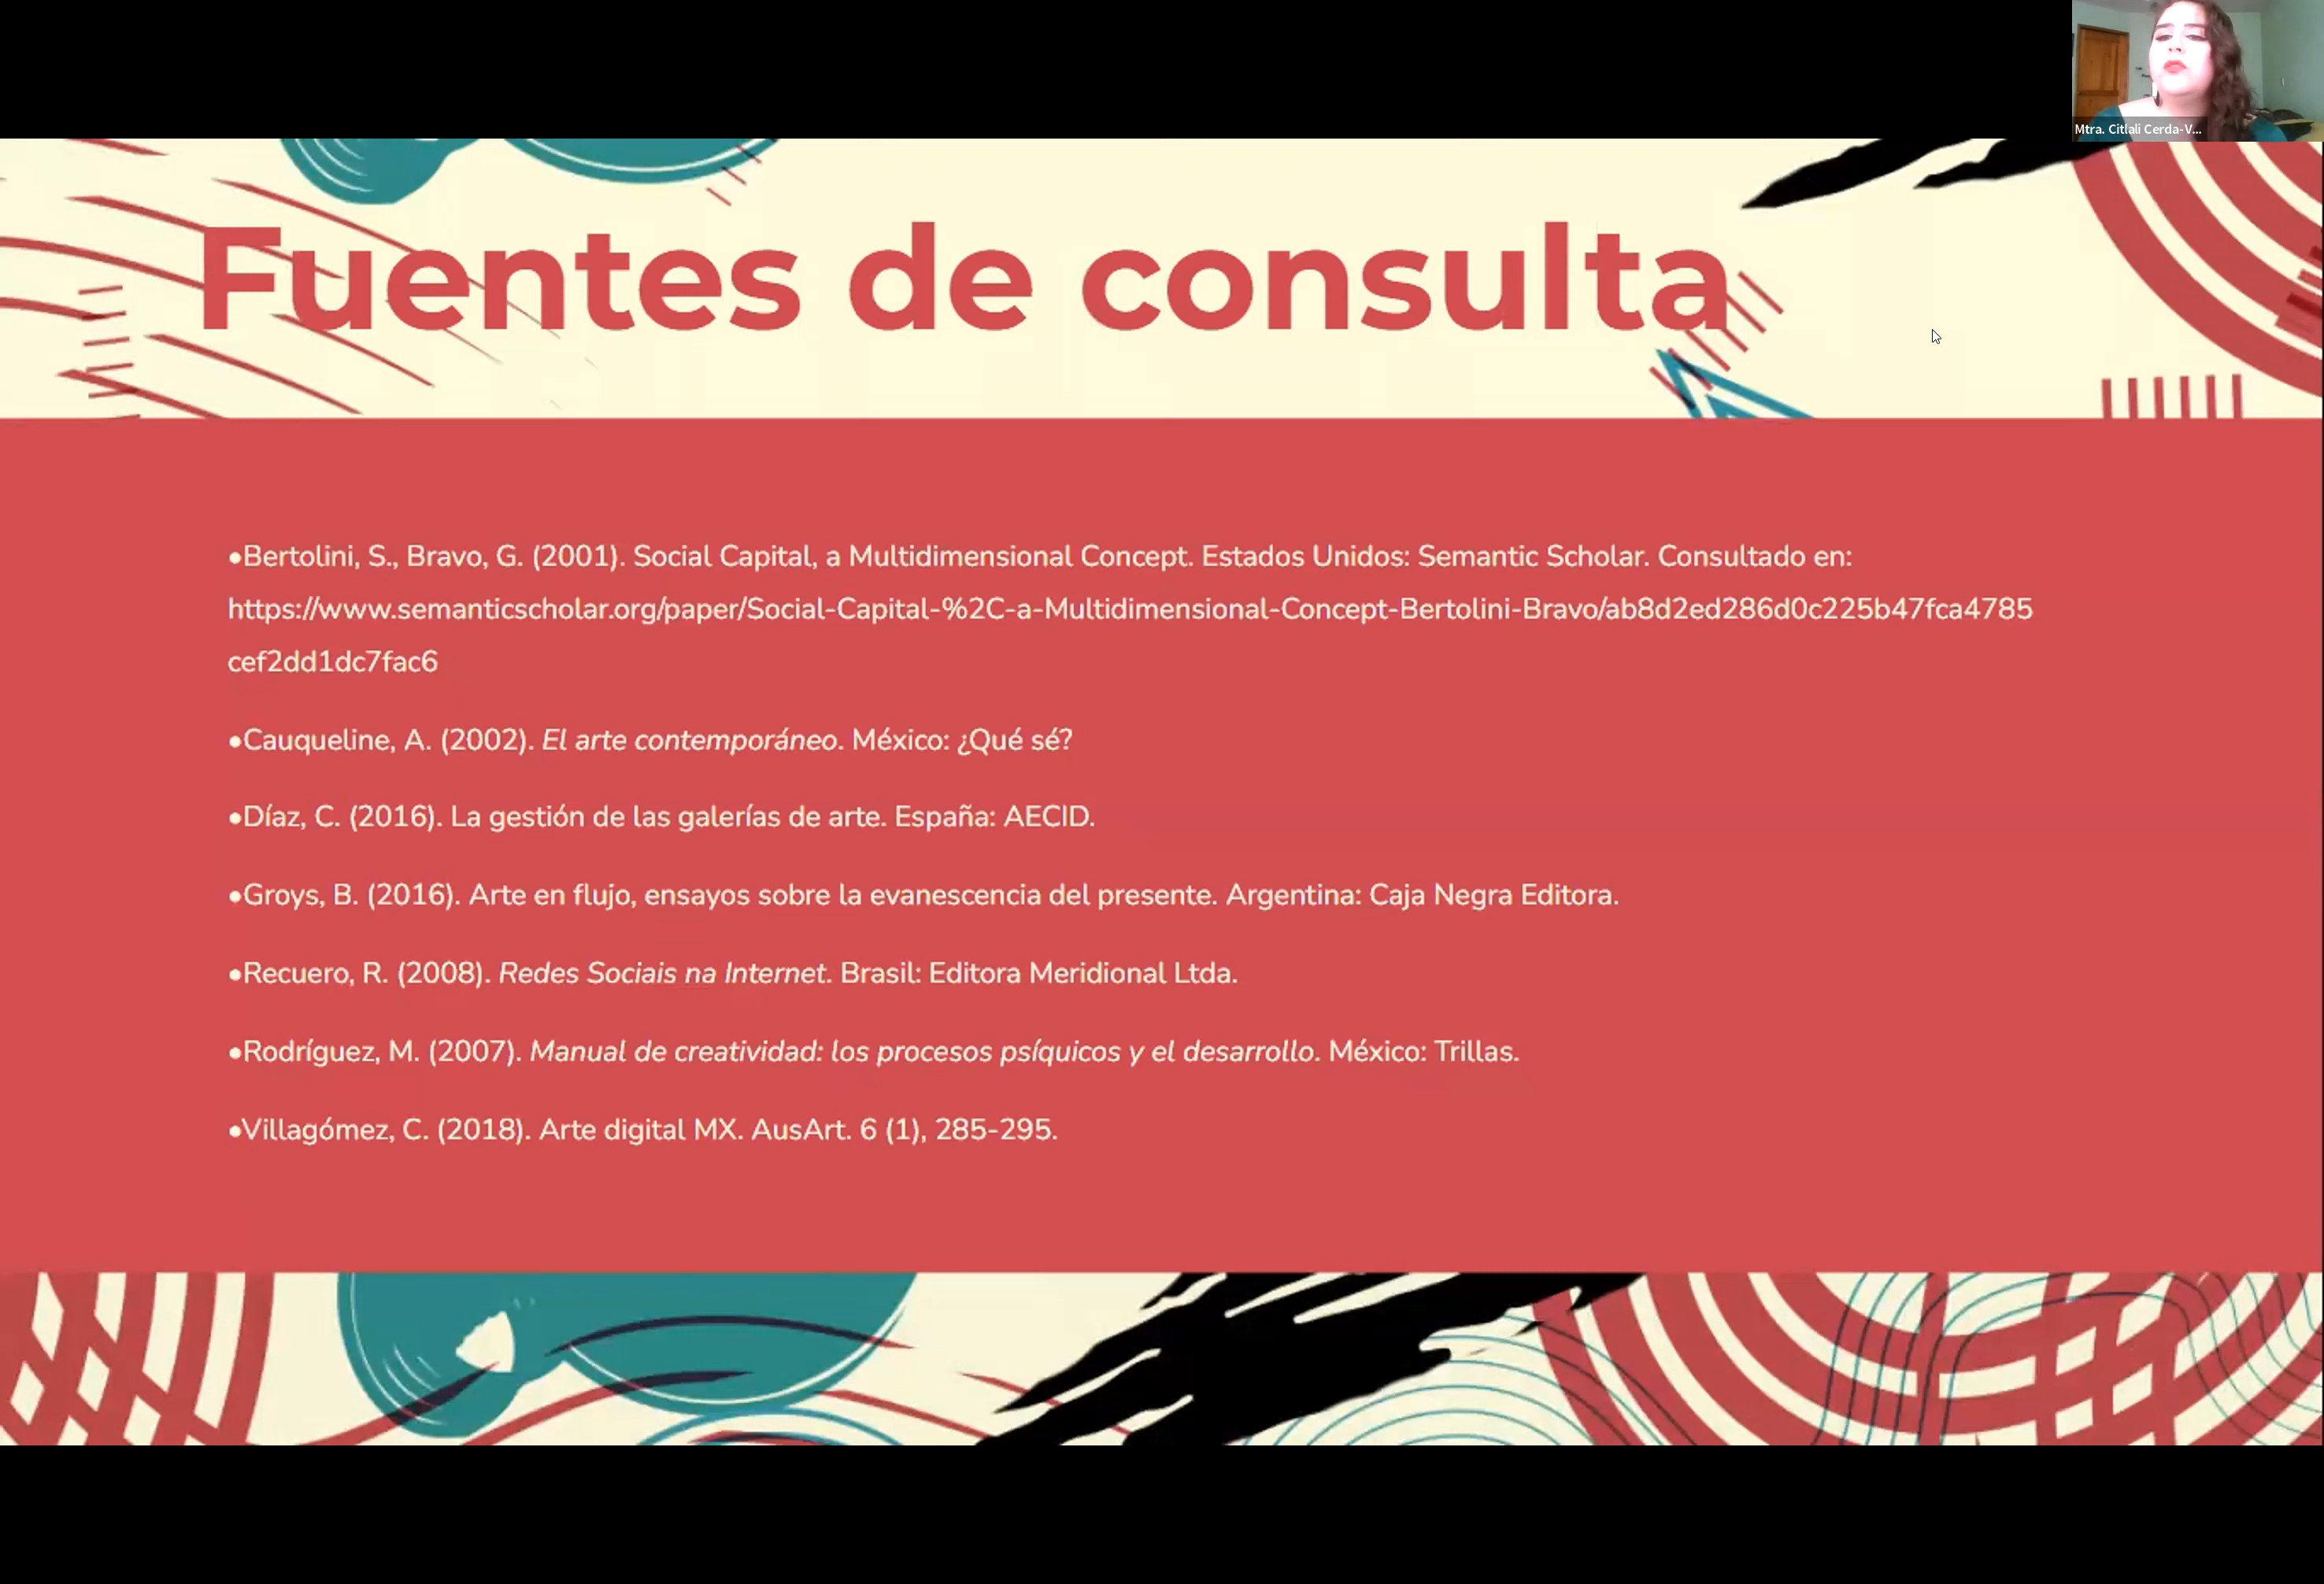 Mtra. Citlali Cerda-V...
Fuentes de consulta
•Bertolini, S., Bravo, G. (2001). Social Capital, a Multidimensional Concept. Estados Unidos: Semantic Scholar. Consultado en:
https://www.semanticscholar.org/paper/Social-Capital-%2C-a-Multidimensional-Concept-Bertolini-Bravo/ab8d2ed286d0c225b47fca4785
cef2dd1dc7fac6
•Cauqueline, A. (2002). El arte contemporáneo. México: ¿Qué sé?
•Díaz, C. (2016). La gestión de las galerías de arte. España: AECID.
•Groys, B. (2016). Arte en flujo, ensayos sobre la evanescencia del presente. Argentina: Caja Negra Editora.
•Recuero, R. (2008). Redes Sociais na Internet. Brasil: Editora Meridional Ltda.
•Rodríguez, M. (2007). Manual de creatividad: los procesos psíquicos y el desarrollo. México: Trillas.
•Villagómez, C. (2018). Arte digital MX. AusArt. 6 (1), 285-295.